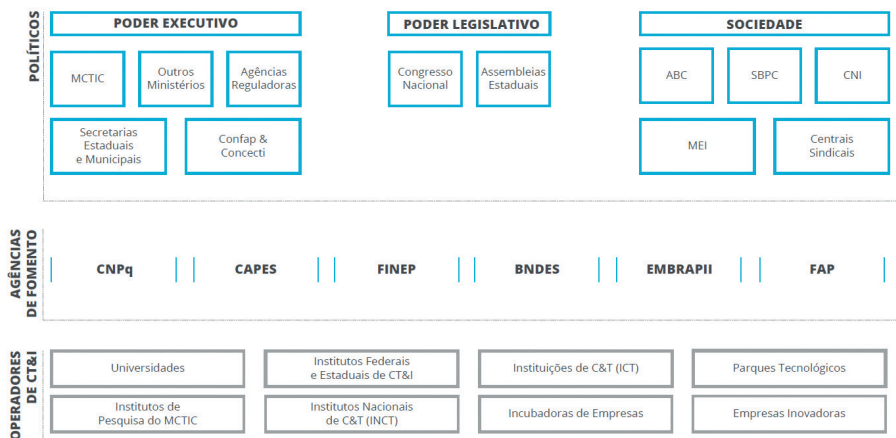 POLÍTICOS
PODER EXECUTIVO
PODER LEGISLATIVO
SOCIEDADE
MCTIC
Outros
Ministérios
Agências
Reguladoras
Congresso
Nacional
Assembleias
Estaduais
ABC
SBPC
CNI
Secretarias
Estaduais
e Municipais
Confap &
Concecti
MEI
Centrais
Sindicais
AGÊNCIAS
DE FOMENTO
CNPq
CAPES
FINEP
BNDES
EMBRAPII
FAP
OPERADORES
DE CT&I
Universidades
Institutos Federais
e Estaduais de CT&I
Instituições de C&T (ICT)
Parques Tecnológicos
Institutos de
Pesquisa do MCTIC
Institutos Nacionais
de C&T (INCT)
Incubadoras de Empresas
Empresas Inovadoras